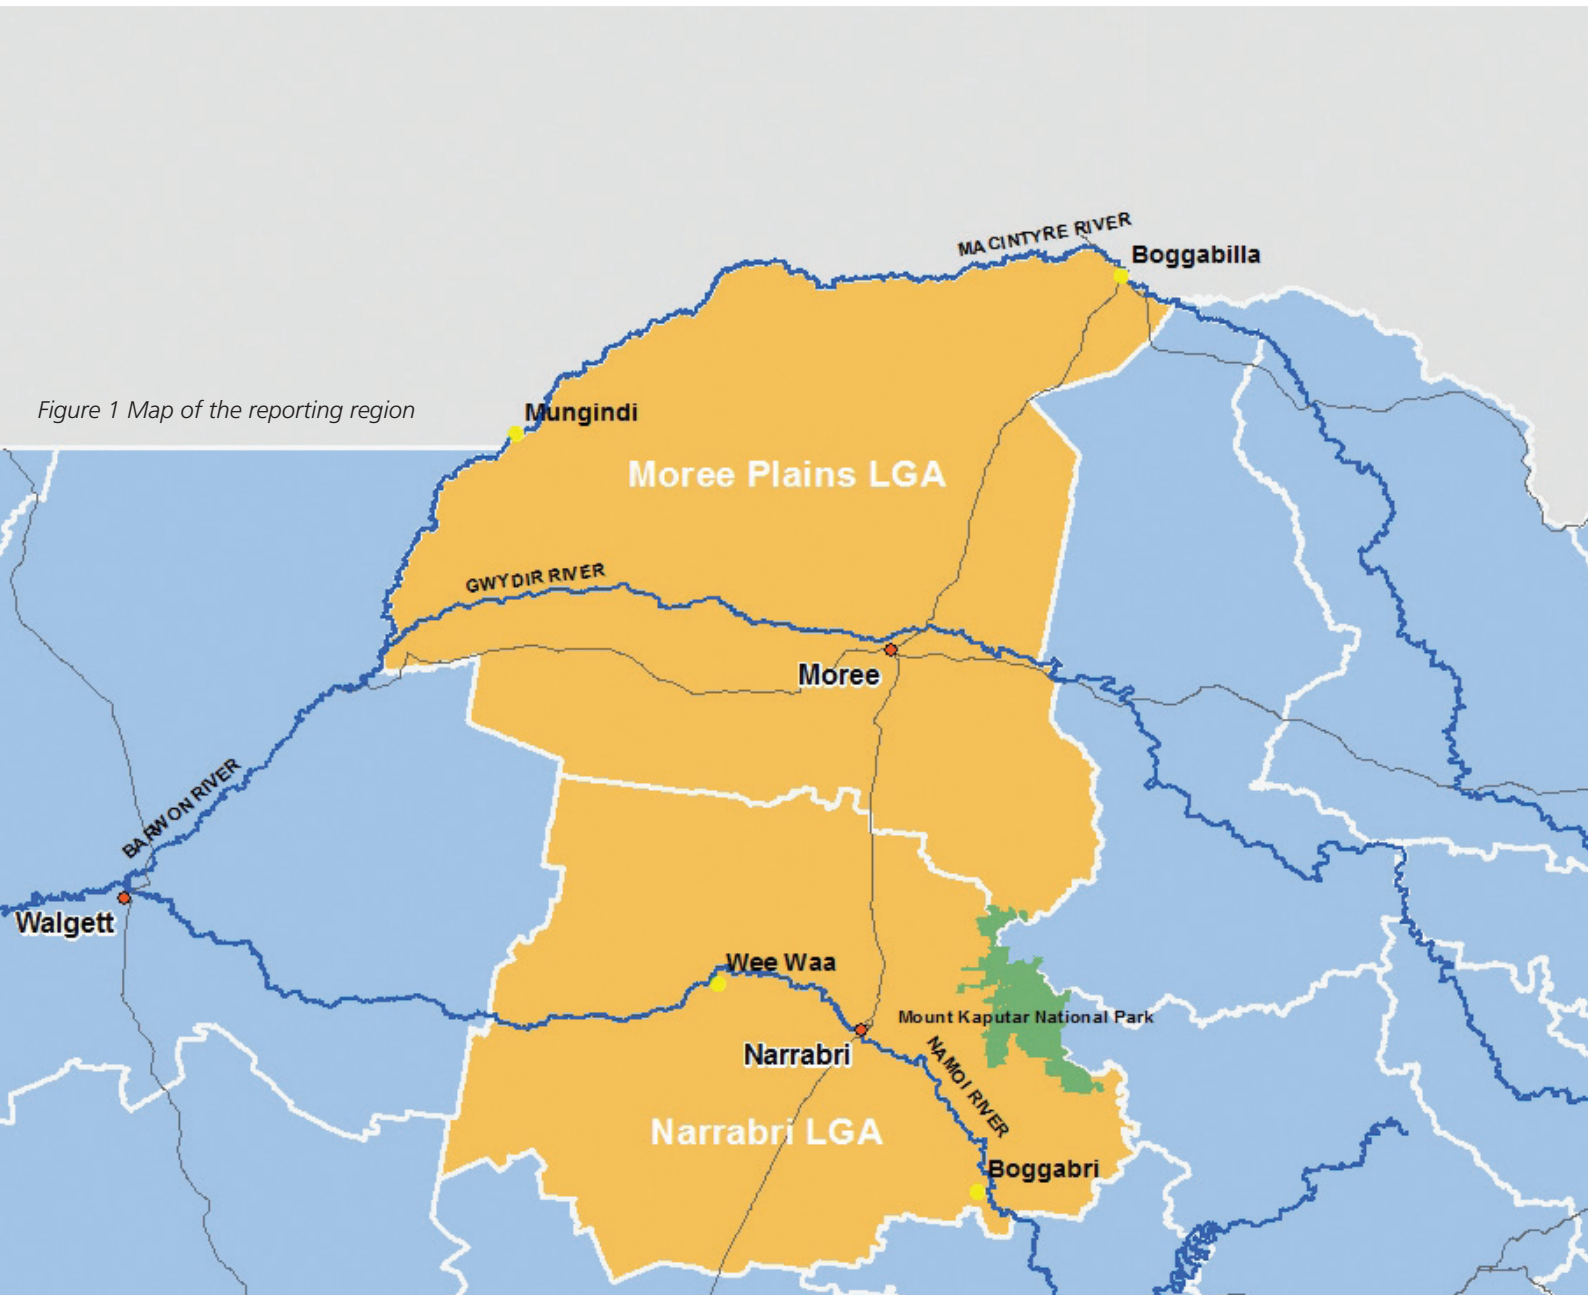 MACINTYRE RIVER
Boggabilla
Figure 1 Map of the reporting region
Mungindi
Moree Plains LGA
GWYDIR RIVER
Moree
BARWON RIVER
Walgett
Wee Waa
Mount Kaputar National Park
Narrabri
NAMOI RIVER
Narrabri LGA
Boggabri